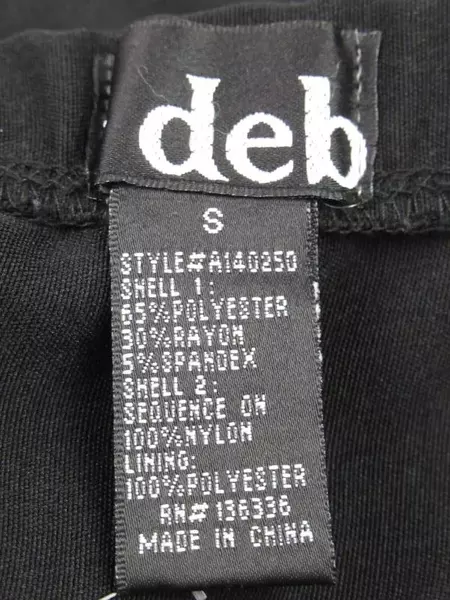 deb
S
STYLE#A140250
SHELL 1:
65%POLYESTER
30%RAYON
5%SPANDEX
SHELL 2:
SEQUENCE ON
100%NYLON
LINING:
100%POLYESTER
RN#136336
MADE IN CHINA